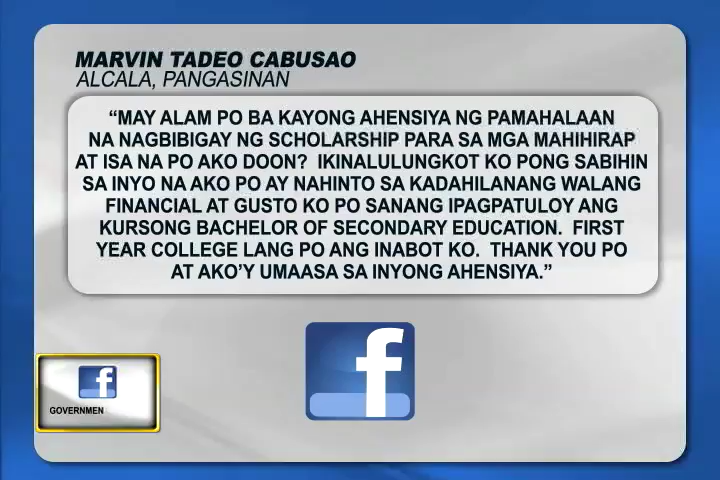 MARVIN TADEO CABUSAO
ALCALA, PANGASINAN
“MAY ALAM PO BA KAYONG AHENSIYA NG PAMAHALAAN
NA NAGBIBIGAY NG SCHOLARSHIP PARA SA MGA MAHIHIRAP
AT ISA NA PO AKO DOON? IKINALULUNGKOT KO PONG SABIHIN
SA INYO NA AKO PO AY NAHINTO SA KADAHILANANG WALANG
FINANCIAL AT GUSTO KO PO SANANG IPAGPATULOY ANG
KURSONG BACHELOR OF SECONDARY EDUCATION. FIRST
YEAR COLLEGE LANG PO ANG INABOT KO. THANK YOU PO
AT AKO’Y UMAASA SA INYONG AHENSIYA.”
f
f
GOVERNMEN